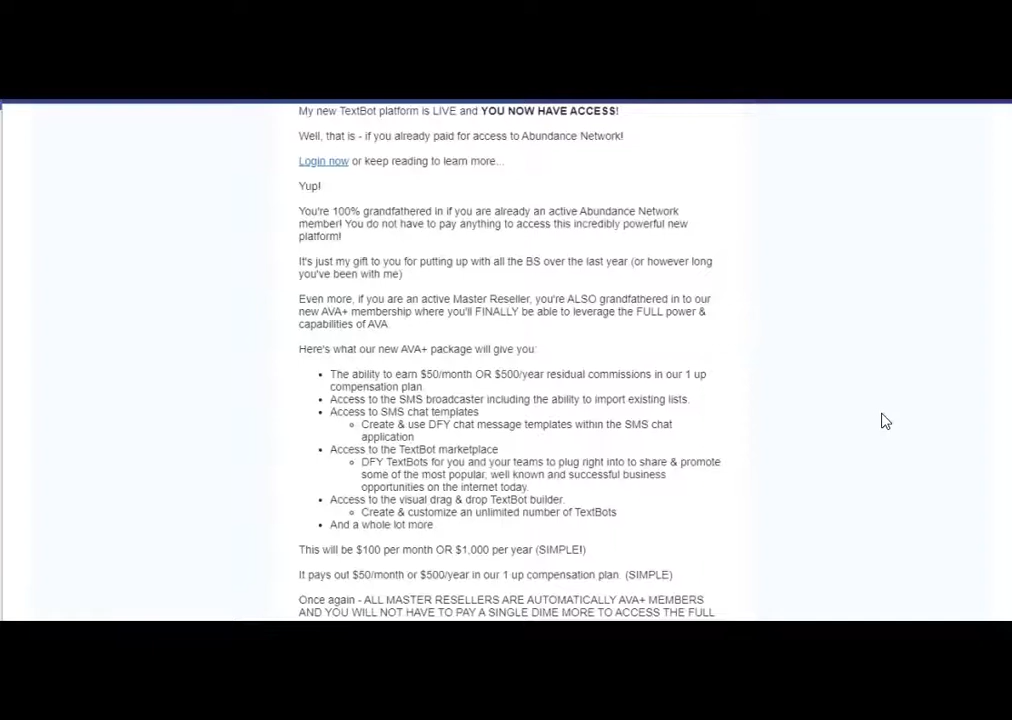 My new TextBot platform is LIVE and YOU NOW HAVE ACCESS!
Well, that is - if you already paid for access to Abundance Network!
Login now or keep reading to learn more...
Yup!
You're 100% grandfathered in if you are already an active Abundance Network
member! You do not have to pay anything to access this incredibly powerful new
platform!
It's just my gift to you for putting up with all the BS over the last year (or however long
you've been with me)
Even more, if you are an active Master Reseller, you're ALSO grandfathered in to our
new AVA+ membership where you'll FINALLY be able to leverage the FULL power &
capabilities of AVA
Here's what our new AVA+ package will give you:
• The ability to earn $50/month OR $500/year residual commissions in our 1 up
compensation plan.
• Access to the SMS broadcaster including the ability to import existing lists.
• Access to SMS chat templates
◦ Create & use DFY chat message templates within the SMS chat
application
• Access to the TextBot marketplace
◦ DFY TextBots for you and your teams to plug right into to share & promote
some of the most popular, well known and successful business
opportunities on the internet today.
• Access to the visual drag & drop TextBot builder.
◦ Create & customize an unlimited number of TextBots
• And a whole lot more
This will be $100 per month OR $1,000 per year (SIMPLE!)
It pays out $50/month or $500/year in our 1 up compensation plan. (SIMPLE)
Once again - ALL MASTER RESELLERS ARE AUTOMATICALLY AVA+ MEMBERS
AND YOU WILL NOT HAVE TO PAY A SINGLE DIME MORE TO ACCESS THE FULL